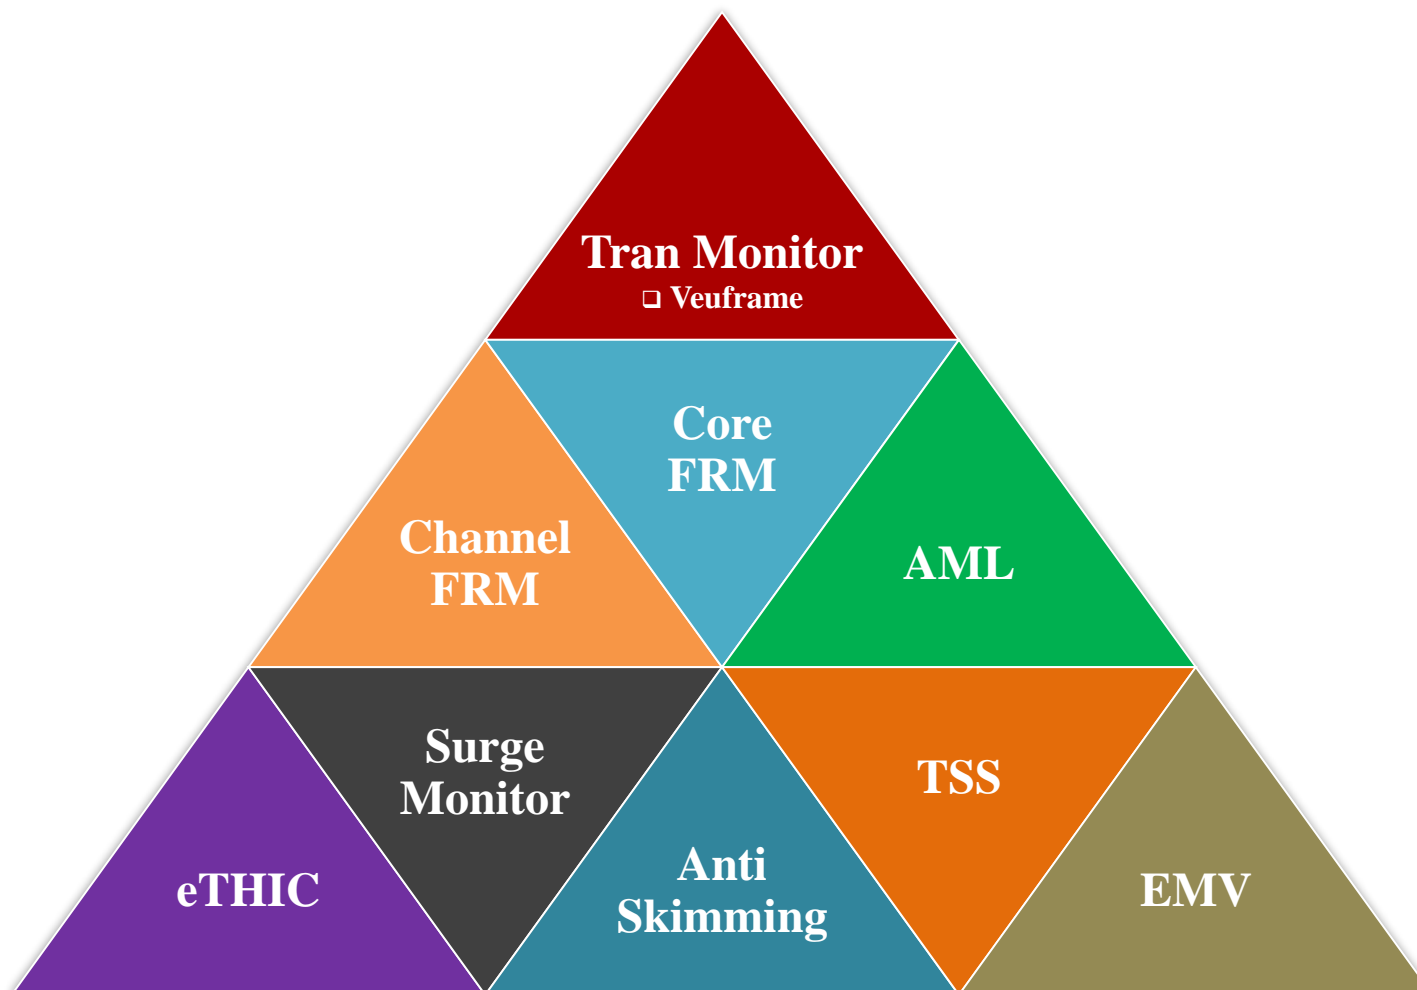 Tran Monitor
❑ Veuframe
Core
FRM
Channel
FRM
AML
Surge
Monitor
TSS
eTHIC
Anti
Skimming
EMV